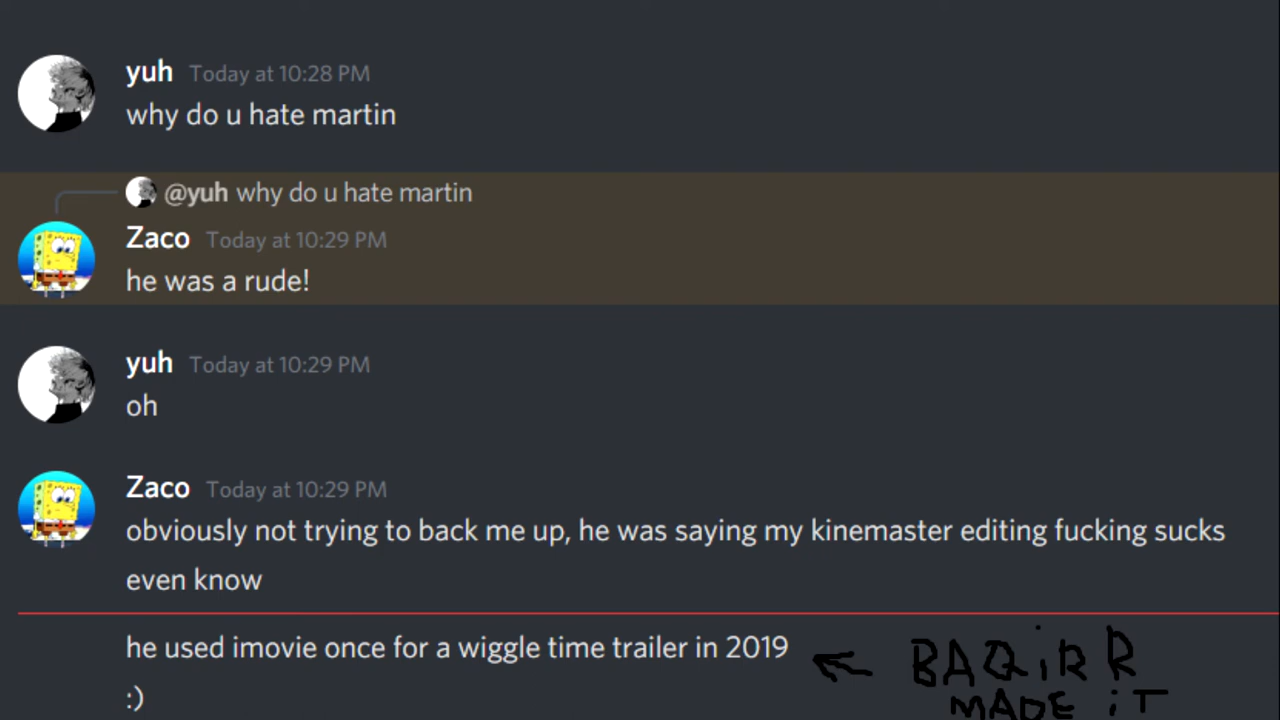 yuh Today at 10:28 PM
why do u hate martin
@yuh why do u hate martin
Zaco Today at 10:29 PM
he was a rude!
yuh Today at 10:29 PM
oh
Zaco Today at 10:29 PM
obviously not trying to back me up, he was saying my kinemaster editing fucking sucks
even know
he used imovie once for a wiggle time trailer in 2019
:)
BAQiRR
MADE iT